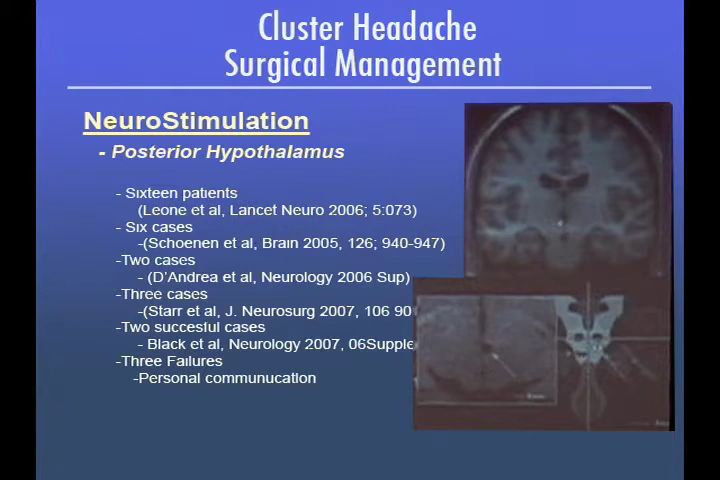 Cluster Headache
Surgical Management
NeuroStimulation
- Posterior Hypothalamus
- Sixteen patients
(Leone et al, Lancet Neuro 2006; 5:073)
- Six cases
-(Schoenen et al, Brain 2005, 126; 940-947)
-Two cases
- (D'Andrea et al, Neurology 2006 Sup)
-Three cases
-(Starr et al, J. Neurosurg 2007, 106 90
-Two succesful cases
- Black et al, Neurology 2007, 06Supple
-Three Failures
-Personal communucation